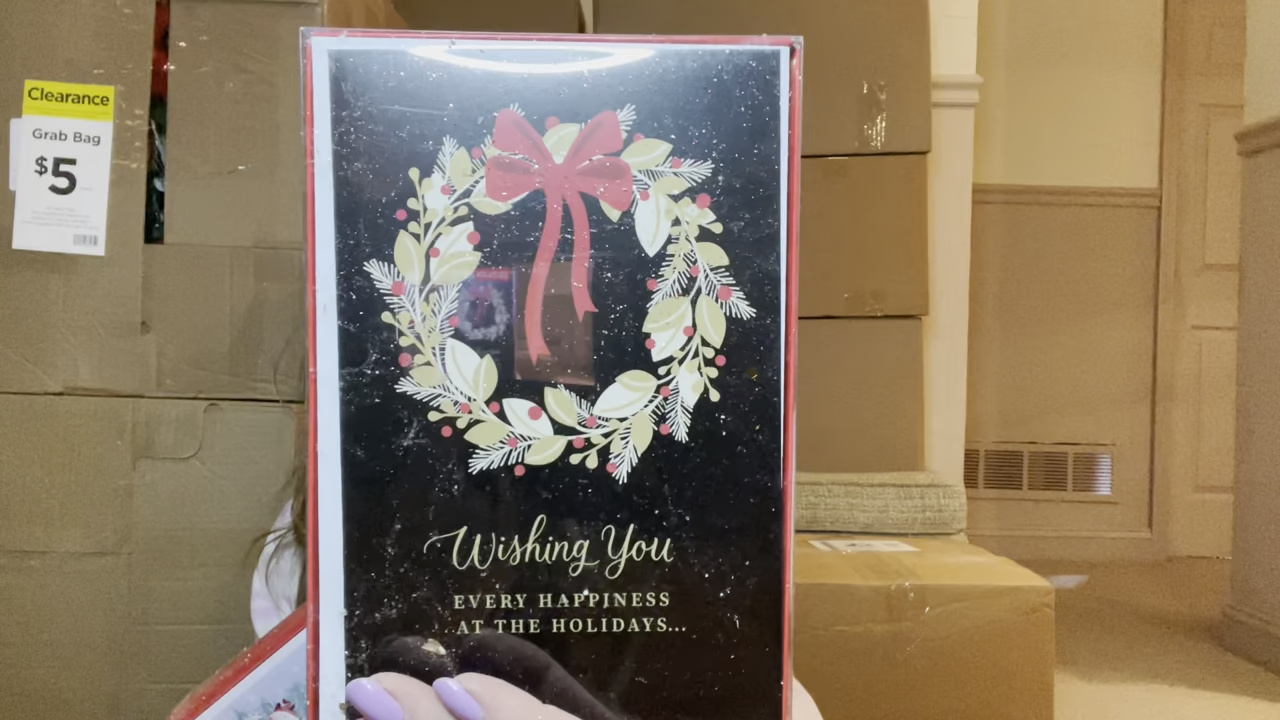 Clearance
Grab Bag
$5
Wishing You
EVERY HAPPINESS
AT THE HOLIDAYS...